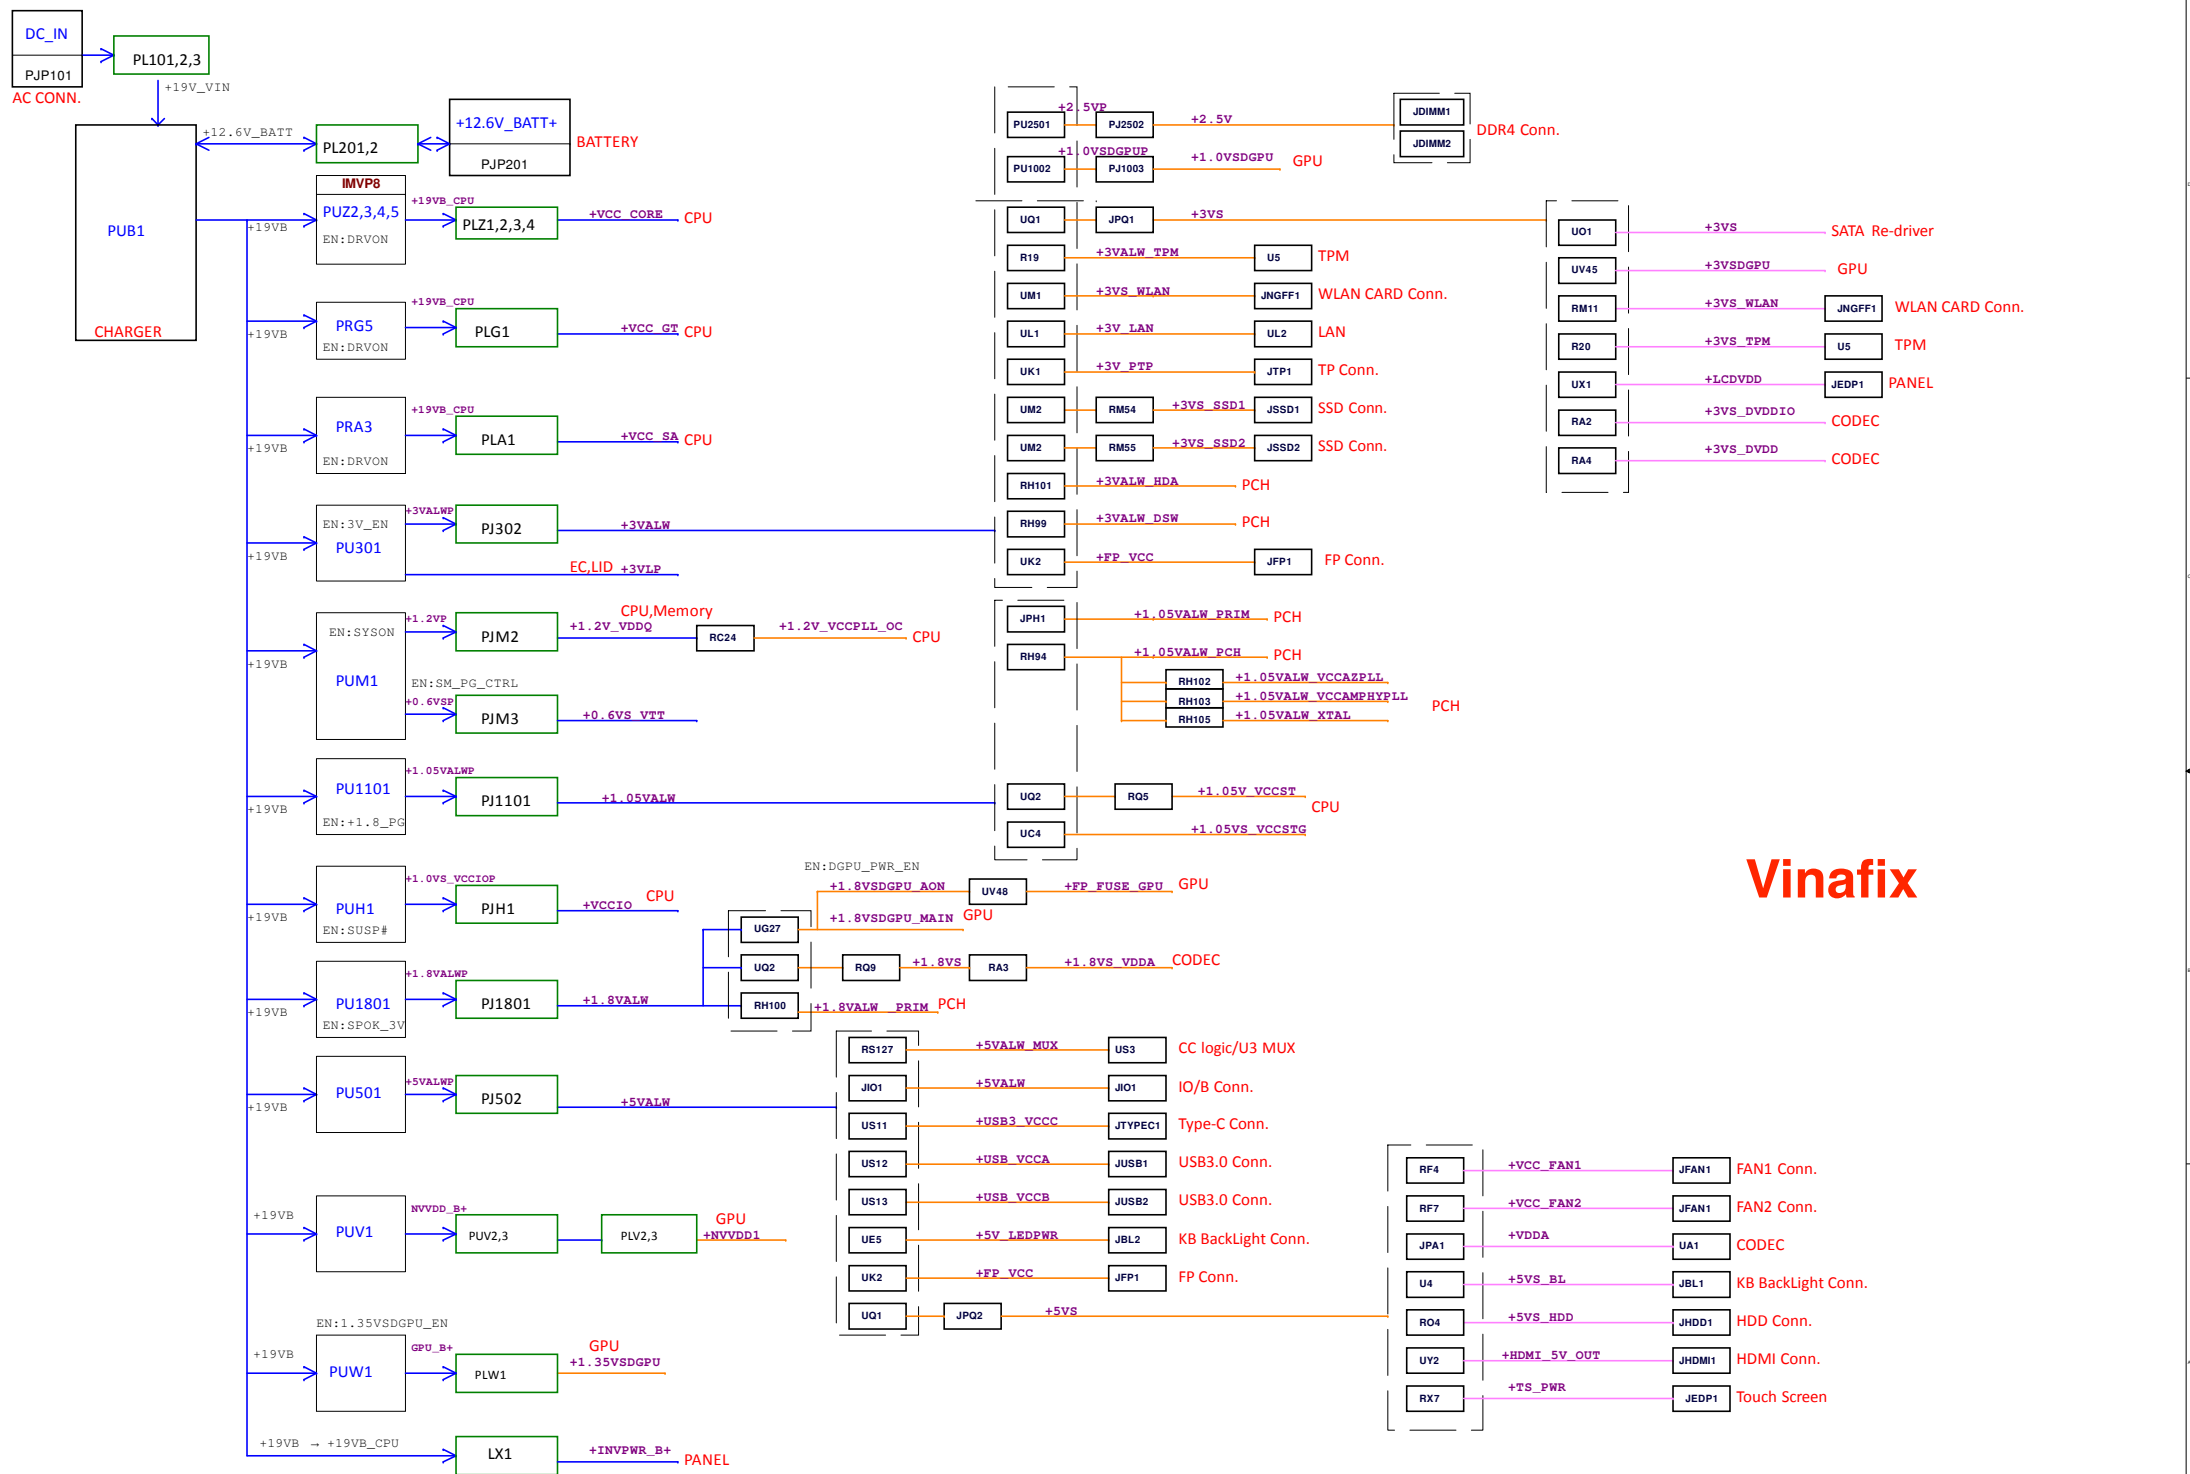 DC_IN
PJP101
AC CONN.
PL101,2,3
+19V_VIN
PUB1
CHARGER
+12.6V_BATT
PL201,2
+12.6V_BATT+
PJP201
BATTERY
+19VB
IMVP8
PUZ2,3,4,5
EN:DRVON
+19VB_CPU
PLZ1,2,3,4
+VCC_CORE
CPU
+19VB
PRG5
EN:DRVON
+19VB_CPU
PLG1
+VCC_GT
CPU
+19VB
PRA3
EN:DRVON
+19VB_CPU
PLA1
+VCC_SA
CPU
+19VB
EN:3V_EN
PU301
+3VALWP
PJ302
+3VALW
EC,LID
+3VLP
+19VB
EN:SYSON
PUM1
+1.2VP
PJM2
CPU,Memory
+1.2V_VDDQ
RC24
+1.2V_VCCPLL_OC
CPU
EN:SM_PG_CTRL
+0.6VSP
PJM3
+0.6VS_VTT
+19VB
PU1101
EN:+1.8_PG
+1.05VALWP
PJ1101
+1.05VALW
+19VB
PUH1
EN:SUSP#
+1.0VS_VCCIOP
PJH1
+VCCIO
CPU
+19VB
PU1801
EN:SPOK_3V
+1.8VALWP
PJ1801
+1.8VALW
EN:DGPU_PWR_EN
UG27
+1.8VSDGPU_AON
UV48
+FP_FUSE_GPU
GPU
+1.8VSDGPU_MAIN
GPU
UQ2
RQ9
+1.8VS
RA3
+1.8VS_VDDA
CODEC
RH100
+1.8VALW _PRIM
PCH
+19VB
PU501
+5VALWP
PJ502
+5VALW
RS127
+5VALW_MUX
US3
CC logic/U3 MUX
JIO1
+5VALW
JIO1
IO/B Conn.
US11
+USB3_VCCC
JTYPEC1
Type-C Conn.
US12
+USB_VCCA
JUSB1
USB3.0 Conn.
US13
+USB_VCCB
JUSB2
USB3.0 Conn.
UE5
+5V_LEDPWR
JBL2
KB BackLight Conn.
UK2
+FP_VCC
JFP1
FP Conn.
UQ1
JPQ2
+5VS
+19VB
PUV1
NVVDD_B+
PUV2,3
PLV2,3
GPU
+NVVDD1
EN:1.35VSDGPU_EN
+19VB
PUW1
GPU_B+
PLW1
GPU
+1.35VSDGPU
+19VB → +19VB_CPU
LX1
+INVPWR_B+
PANEL
PU2501
+2.5VP
PJ2502
+2.5V
JDIMM1
JDIMM2
DDR4 Conn.
PU1002
+1.0VSDGPUP
PJ1003
+1.0VSDGPU
GPU
UQ1
JPQ1
+3VS
R19
+3VALW_TPM
U5
TPM
UM1
+3VS_WLAN
JNGFF1
WLAN CARD Conn.
UL1
+3V_LAN
UL2
LAN
UK1
+3V_PTP
JTP1
TP Conn.
UM2
RM54
+3VS_SSD1
JSSD1
SSD Conn.
UM2
RM55
+3VS_SSD2
JSSD2
SSD Conn.
RH101
+3VALW_HDA
PCH
RH99
+3VALW_DSW
PCH
UK2
+FP_VCC
JFP1
FP Conn.
JPH1
+1.05VALW_PRIM
PCH
RH94
+1.05VALW_PCH
PCH
RH102
+1.05VALW_VCCAZPLL
RH103
+1.05VALW_VCCAMPHYPLL
RH105
+1.05VALW_XTAL
PCH
UQ2
RQ5
+1.05V_VCCST
CPU
UC4
+1.05VS_VCCSTG
UO1
+3VS
SATA Re-driver
UV45
+3VSDGPU
GPU
RM11
+3VS_WLAN
JNGFF1
WLAN CARD Conn.
R20
+3VS_TPM
U5
TPM
UX1
+LCDVDD
JEDP1
PANEL
RA2
+3VS_DVDDIO
CODEC
RA4
+3VS_DVDD
CODEC
Vinafix
RF4
+VCC_FAN1
JFAN1
FAN1 Conn.
RF7
+VCC_FAN2
JFAN1
FAN2 Conn.
JPA1
+VDDA
UA1
CODEC
U4
+5VS_BL
JBL1
KB BackLight Conn.
RO4
+5VS_HDD
JHDD1
HDD Conn.
UY2
+HDMI_5V_OUT
JHDMI1
HDMI Conn.
RX7
+TS_PWR
JEDP1
Touch Screen